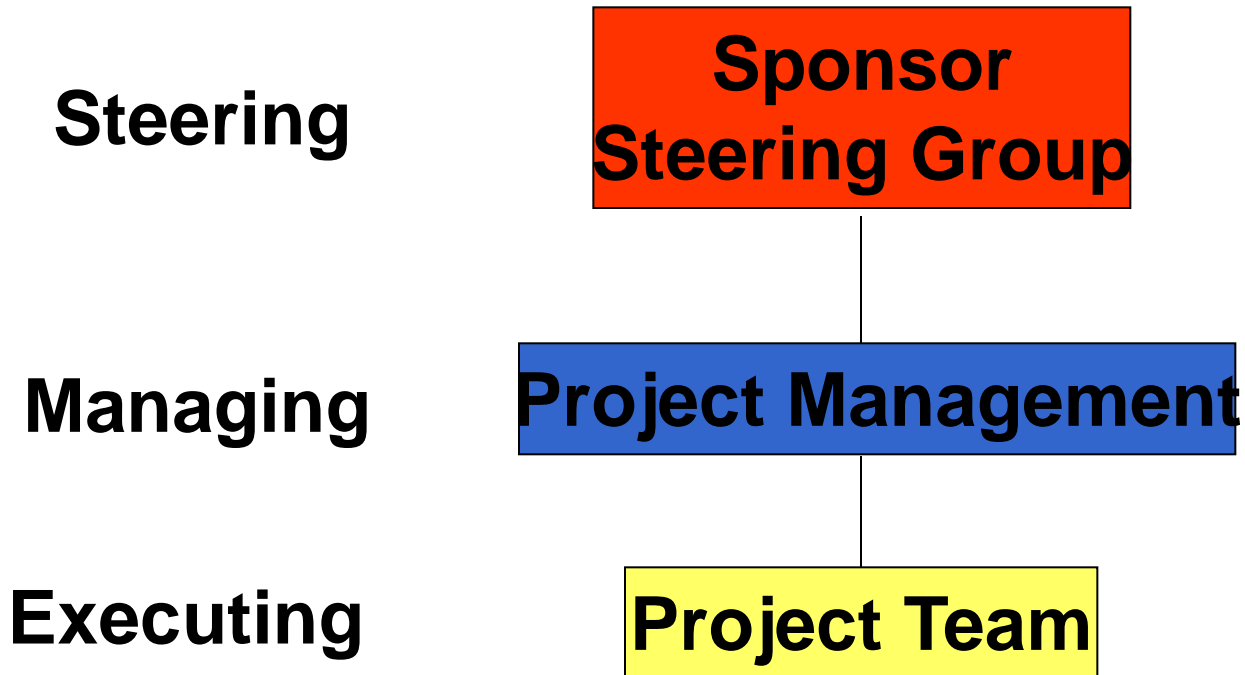 Steering
Sponsor
Steering Group
Managing
Project Management
Executing
Project Team